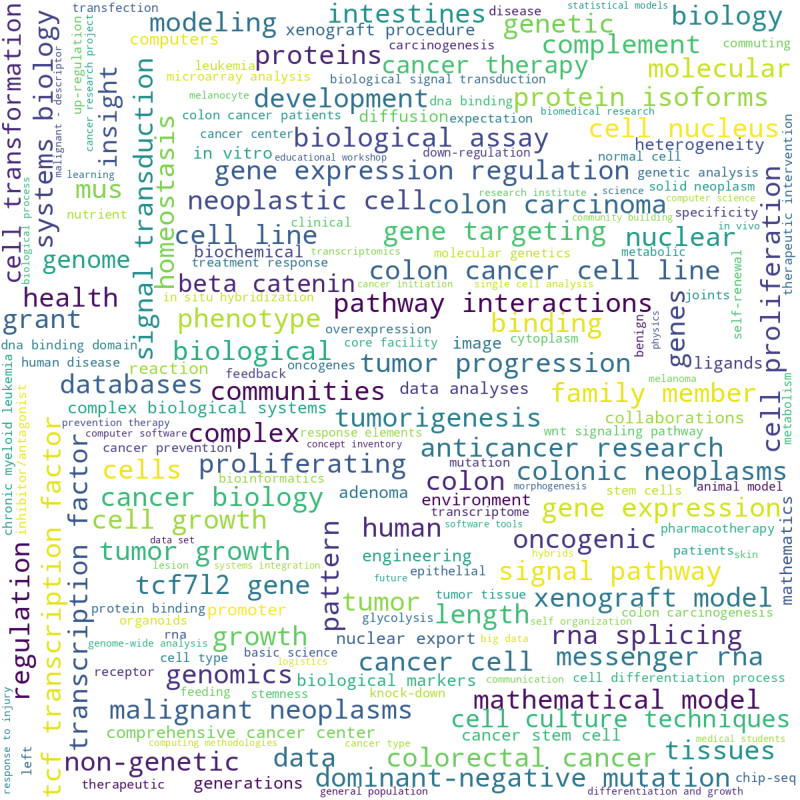 transfection
modeling
intestines
disease
statistical models
genetic
biology
computers
xenograft procedure
carcinogenesis
complement
commuting
proteins
cancer therapy
molecular
leukemia
microarray analysis
biological signal transduction
melanocyte
development
dna binding
protein isoforms
colon cancer patients
diffusion
expectation
biomedical research
cancer center
biological assay
cell nucleus
in vitro
educational workshop
down-regulation
normal cell
heterogeneity
gene expression regulation
genetic analysis
learning
mus
neoplastic cell
research institute
science
solid neoplasm
computer science
colon carcinoma
specificity
nutrient
clinical
community building
in vivo
cell line
gene targeting
nuclear
biochemical
transcriptomics
molecular genetics
metabolic
genome
treatment response
colon cancer cell line
health
beta catenin
cancer initiation
single cell analysis
in situ hybridization
pathway interactions
joints
grant
phenotype
overexpression
binding
cytoplasm
dna binding domain
biological
oncogenes
core facility
image
human disease
reaction
feedback
tumor progression
ligands
databases
communities
data analyses
family member
melanoma
complex biological systems
tumorigenesis
collaborations
prevention therapy
computer software
complex
response elements
wnt signaling pathway
cancer prevention
concept inventory
anticancer research
cells
proliferating
mutation
colon
colonic neoplasms
bioinformatics
cancer biology
adenoma
environment
morphogenesis
stem cells
animal model
transcriptome
gene expression
cell growth
human
software tools
oncogenic
pharmacotherapy
data set
tumor growth
engineering
hybrids
patients
skin
lesion
systems integration
epithelial
signal pathway
tcf7l2 gene
future
tumor
tumor tissue
xenograft model
protein binding
promoter
glycolysis
length
self organization
colon carcinogenesis
organoids
rna
growth
nuclear export
big data
rna splicing
genome-wide analysis
basic science
cell type
logistics
cancer cell
messenger rna
receptor
genomics
biological markers
communication
cell differentiation process
feeding
stemness
knock-down
mathematical model
malignant neoplasms
cell culture techniques
comprehensive cancer center
cancer stem cell
medical students
left
computing methodologies
cancer type
non-genetic
data
colorectal cancer
tissues
therapeutic
generations
dominant-negative mutation
chip-seq
general population
differentiation and growth
cell transformation
biological process
systems biology
malignant - descriptor
up-regulation
cancer research project
insight
signal transduction
homeostasis
therapeutic intervention
cell proliferation
self-renewal
genes
benign
physics
metabolism
chronic myeloid leukemia
inhibitor/antagonist
tcf transcription factor
transcription factor
regulation
pattern
mathematics
response to injury